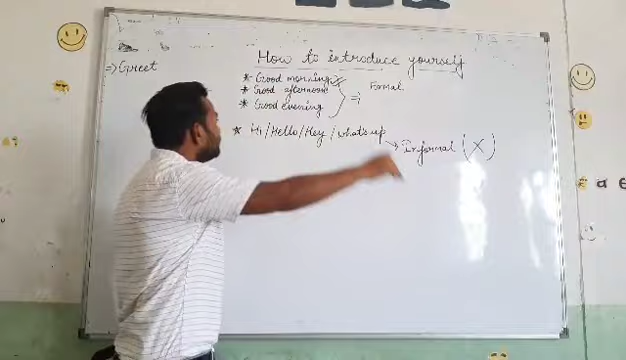 How to introduce yourself
⇒ Greet
* Good morning
* Good afternoon
* Good evening
⇒ Formal
* Hi / Hello / Hey / what's up
→ Informal (X)
a e